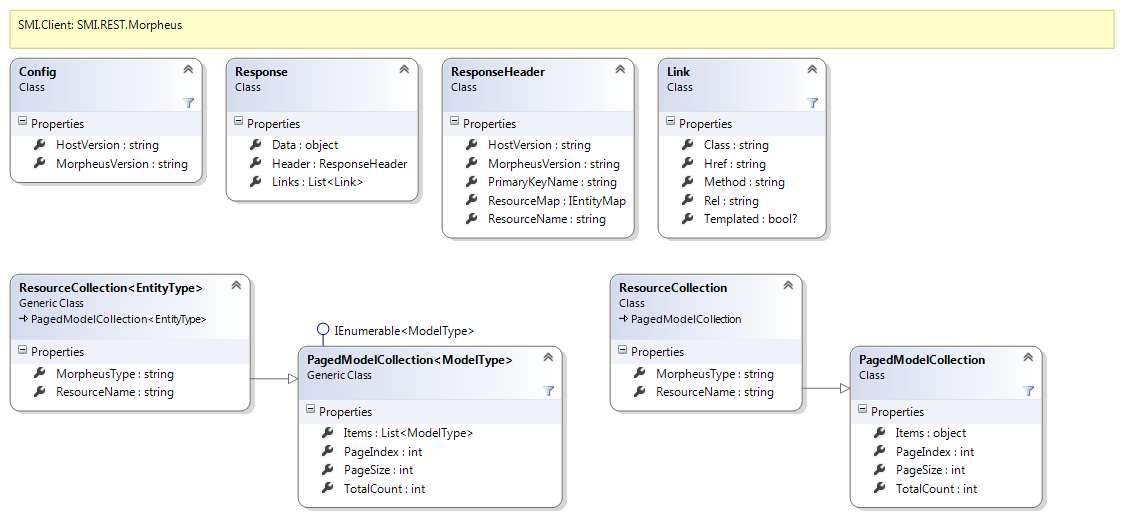 SMI.Client: SMI.REST.Morpheus
Config
Class
Properties
HostVersion : string
MorpheusVersion : string
Response
Class
Properties
Data : object
Header : ResponseHeader
Links : List<Link>
ResponseHeader
Class
Properties
HostVersion : string
MorpheusVersion : string
PrimaryKeyName : string
ResourceMap : IEntityMap
ResourceName : string
Link
Class
Properties
Class : string
Href : string
Method : string
Rel : string
Templated : bool?
ResourceCollection<EntityType>
Generic Class
PagedModelCollection<EntityType>
Properties
MorpheusType : string
ResourceName : string
IEnumerable<ModelType>
PagedModelCollection<ModelType>
Generic Class
Properties
Items : List<ModelType>
PageIndex : int
PageSize : int
TotalCount : int
ResourceCollection
Class
PagedModelCollection
Properties
MorpheusType : string
ResourceName : string
PagedModelCollection
Class
Properties
Items : object
PageIndex : int
PageSize : int
TotalCount : int